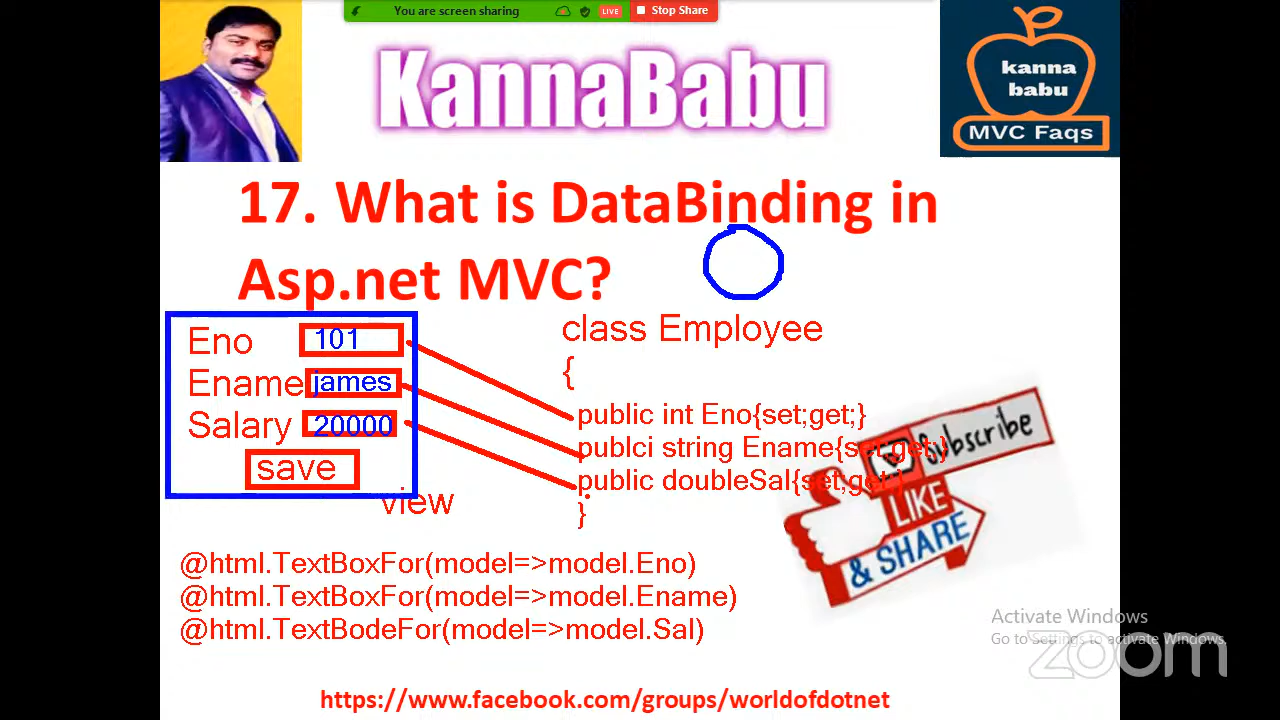 You are screen sharing LIVE Stop Share
KannaBabu
kanna
babu
MVC Faqs
17. What is DataBinding in
Asp.net MVC?
Eno 101
Ename james
Salary 20000
save
view
class Employee
{
public int Eno{set;get;}
publci string Ename{set;get;}
public doubleSal{set;get;}
}
Subscribe
LIKE
& SHARE
@html.TextBoxFor(model=>model.Eno)
@html.TextBoxFor(model=>model.Ename)
@html.TextBodeFor(model=>model.Sal)
Activate Windows
Go to Settings to activate Windows.
zoom
https://www.facebook.com/groups/worldofdotnet